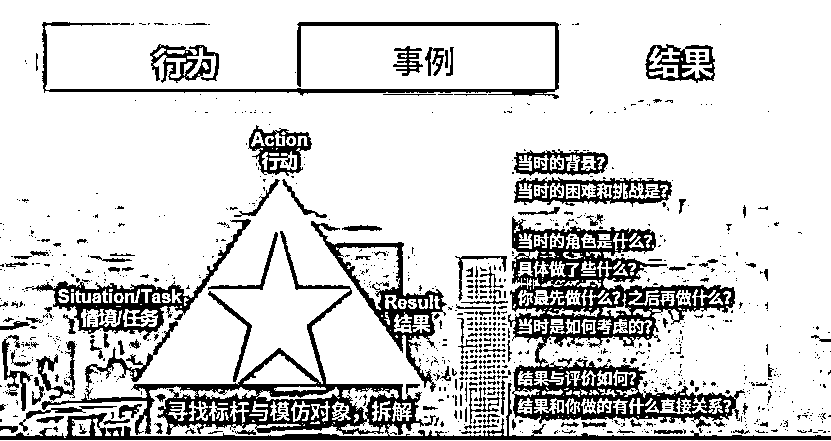 行为
事例
结果
Action
行动
Situation/Task
情境/任务
Result
结果
寻找标杆与模仿对象，拆解
当时的背景?
当时的困难和挑战是?
当时的角色是什么?
具体做了些什么?
你最先做什么? 之后再做什么?
当时是如何考虑的?
结果与评价如何?
结果和你做的有什么直接关系?